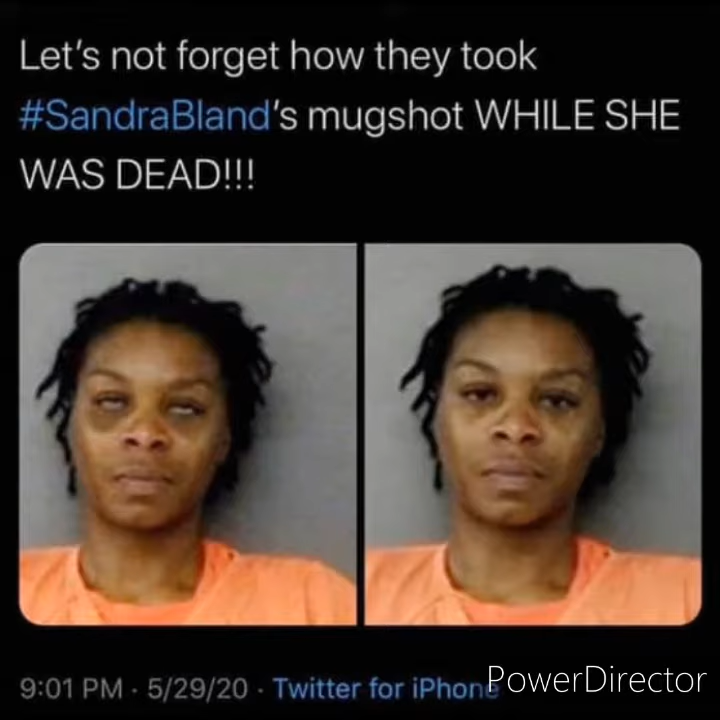 Let's not forget how they took
#SandraBland's mugshot WHILE SHE
WAS DEAD!!!
9:01 PM · 5/29/20 · Twitter for iPhone
PowerDirector